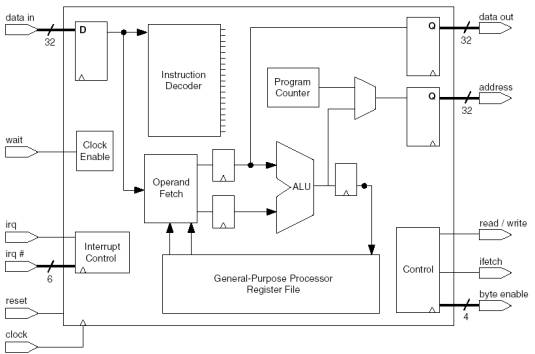 data in
32
D
Instruction
Decoder
Q
data out
32
Program
Counter
Q
address
32
wait
Clock
Enable
Operand
Fetch
ALU
irq
irq #
6
Interrupt
Control
General-Purpose Processor
Register File
Control
read / write
ifetch
byte enable
4
reset
clock